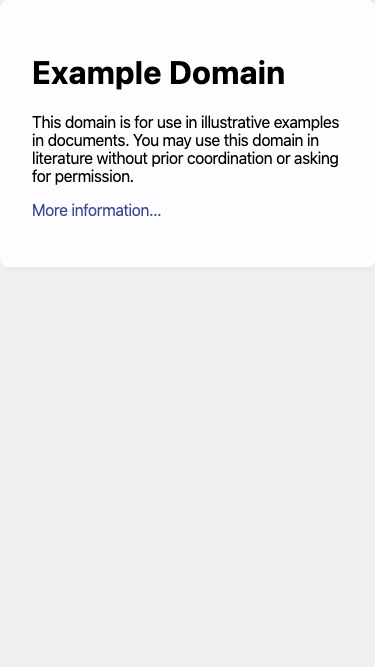 Example Domain
This domain is for use in illustrative examples
in documents. You may use this domain in
literature without prior coordination or asking
for permission.
More information...